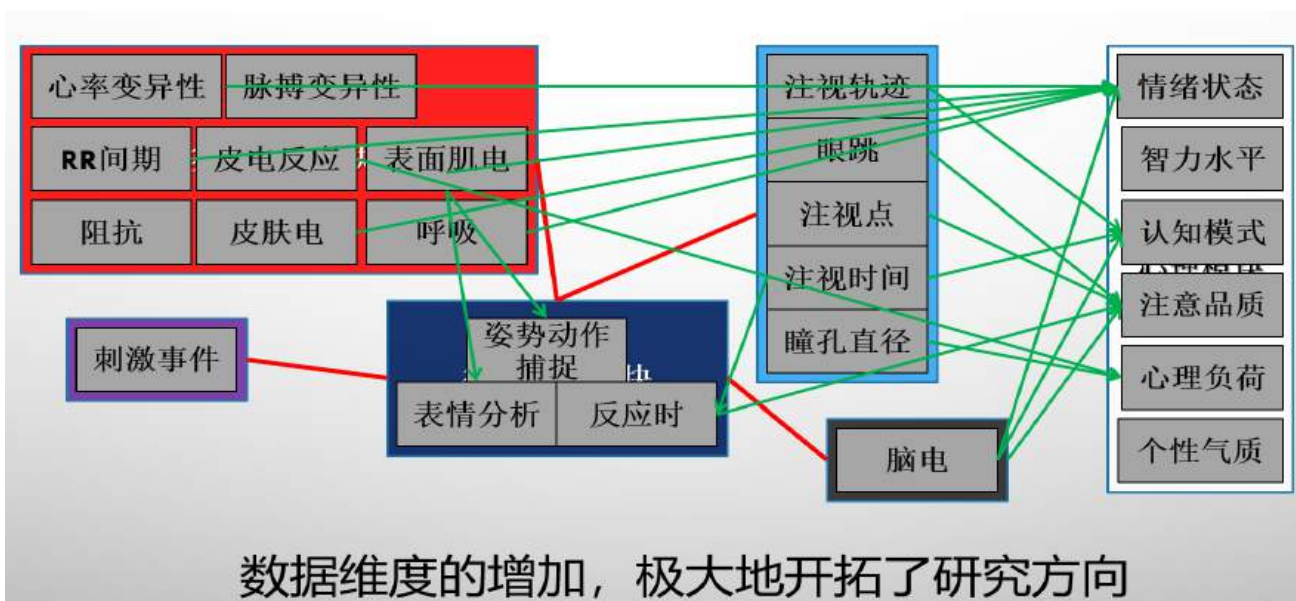 心率变异性
脉搏变异性
RR间期
皮电反应
表面肌电
阻抗
皮肤电
呼吸
刺激事件
姿势动作
捕捉
表情分析
反应时
注视轨迹
眼跳
注视点
注视时间
瞳孔直径
脑电
情绪状态
智力水平
认知模式
注意品质
心理负荷
个性气质
数据维度的增加，极大地开拓了研究方向